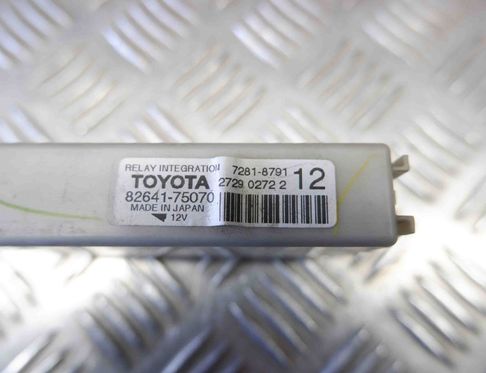 RELAY INTEGRATION 7281-8791
TOYOTA 2729 0272 2 12
82641-75070
MADE IN JAPAN
12V